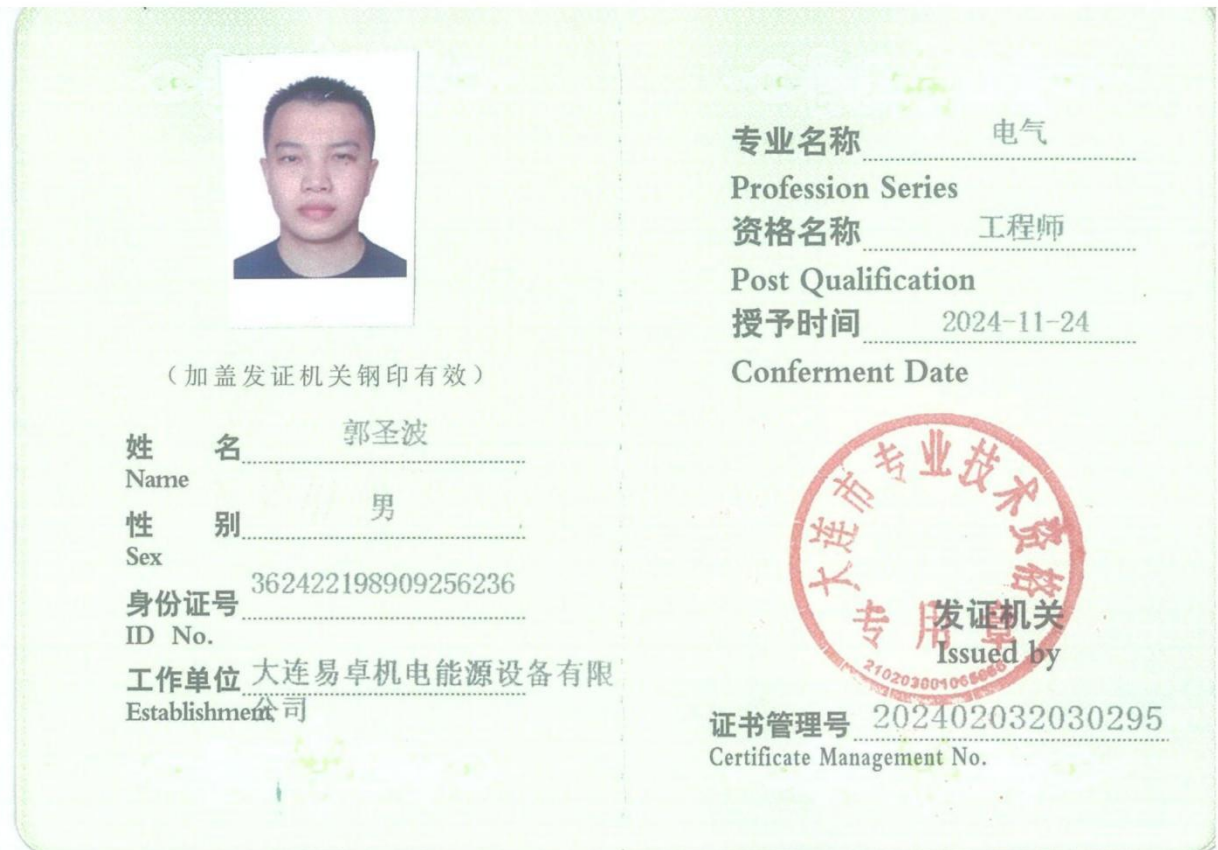 （加盖发证机关钢印有效）
姓 名 郭圣波
Name
性 别 男
Sex
身份证号 362422198909256236
ID No.
工作单位 大连易卓机电能源设备有限
公司
Establishment
专业名称 电气
Profession Series
资格名称 工程师
Post Qualification
授予时间 2024-11-24
Conferment Date
大连市专业技术资格
专用章
发证机关
Issued by
证书管理号 202402032030295
Certificate Management No.